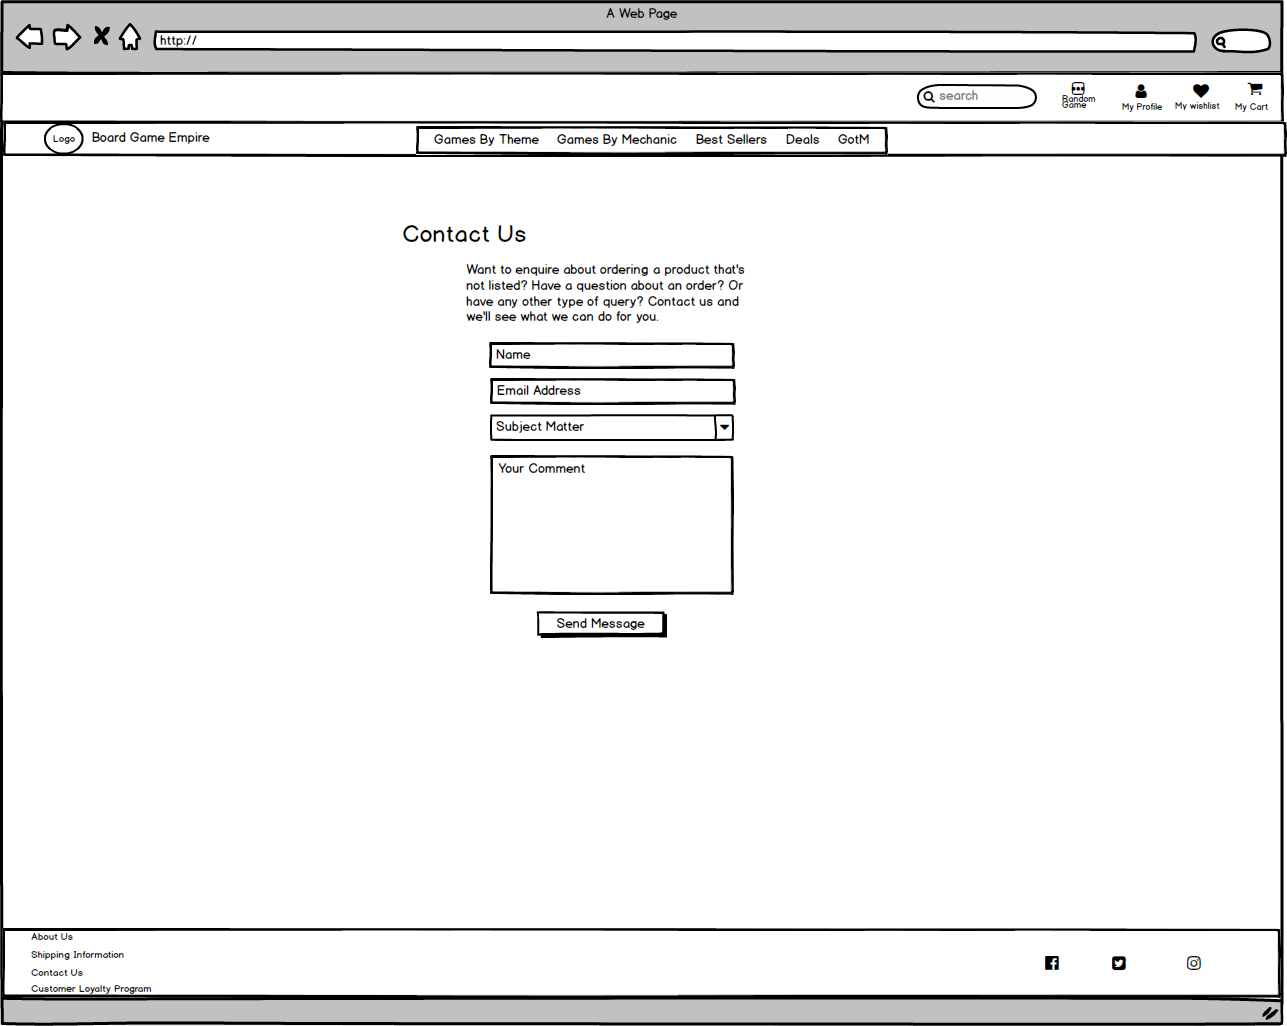 A Web Page
http://
search
Random
Game
My Profile
My wishlist
My Cart
Logo
Board Game Empire
Games By Theme
Games By Mechanic
Best Sellers
Deals
GotM
Contact Us
Want to enquire about ordering a product that's
not listed? Have a question about an order? Or
have any other type of query? Contact us and
we'll see what we can do for you.
Name
Email Address
Subject Matter
Your Comment
Send Message
About Us
Shipping Information
Contact Us
Customer Loyalty Program